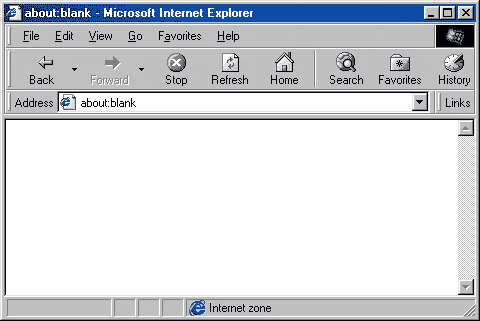 about:blank - Microsoft Internet Explorer
File Edit View Go Favorites Help
Back Forward Stop Refresh Home Search Favorites History
Address about:blank Links
Internet zone